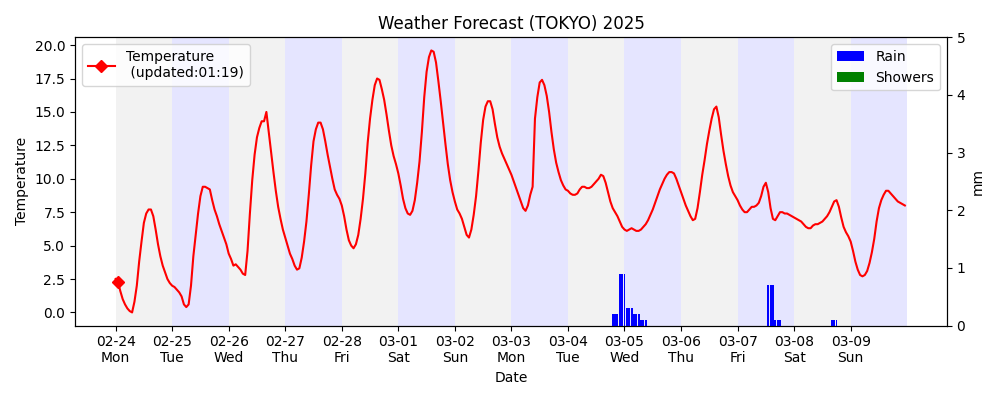 Weather Forecast (TOKYO) 2025
Temperature
(updated:01:19)
Rain
Showers
20.0
17.5
15.0
12.5
10.0
7.5
5.0
2.5
0.0
Temperature
5
4
3
2
1
0
mm
02-24 02-25 02-26 02-27 02-28 03-01 03-02 03-03 03-04 03-05 03-06 03-07 03-08 03-09
Mon Tue Wed Thu Fri Sat Sun Mon Tue Wed Thu Fri Sat Sun
Date